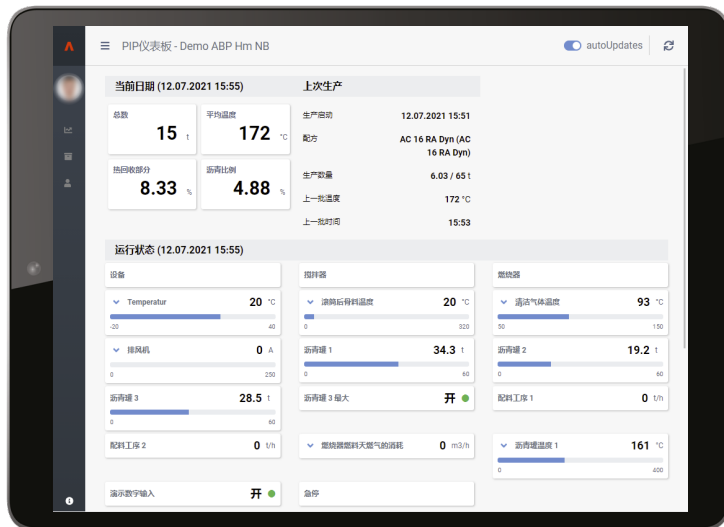 PIP仪表板 - Demo ABP Hm NB
autoUpdates
当前日期 (12.07.2021 15:55)
上次生产
总数
15 t
平均温度
172 °C
热回收部分
8.33 %
沥青比例
4.88 %
生产启动 12.07.2021 15:51
配方 AC 16 RA Dyn (AC
16 RA Dyn)
生产数量 6.03 / 65 t
上一批温度 172 °C
上一批时间 15:53
运行状态 (12.07.2021 15:55)
设备
搅拌器
燃烧器
Temperatur 20 °C
-20 40
滚筒后骨料温度 20 °C
0 320
清洁气体温度 93 °C
50 150
排风机 0 A
0 250
沥青罐 1 34.3 t
0 60
沥青罐 2 19.2 t
0 60
沥青罐 3 28.5 t
0 60
沥青罐 3 最大 开
配料工序 1 0 t/h
配料工序 2 0 t/h
燃烧器燃料天燃气的消耗 0 m3/h
沥青罐温度 1 161 °C
0 400
演示数字输入 开
急停